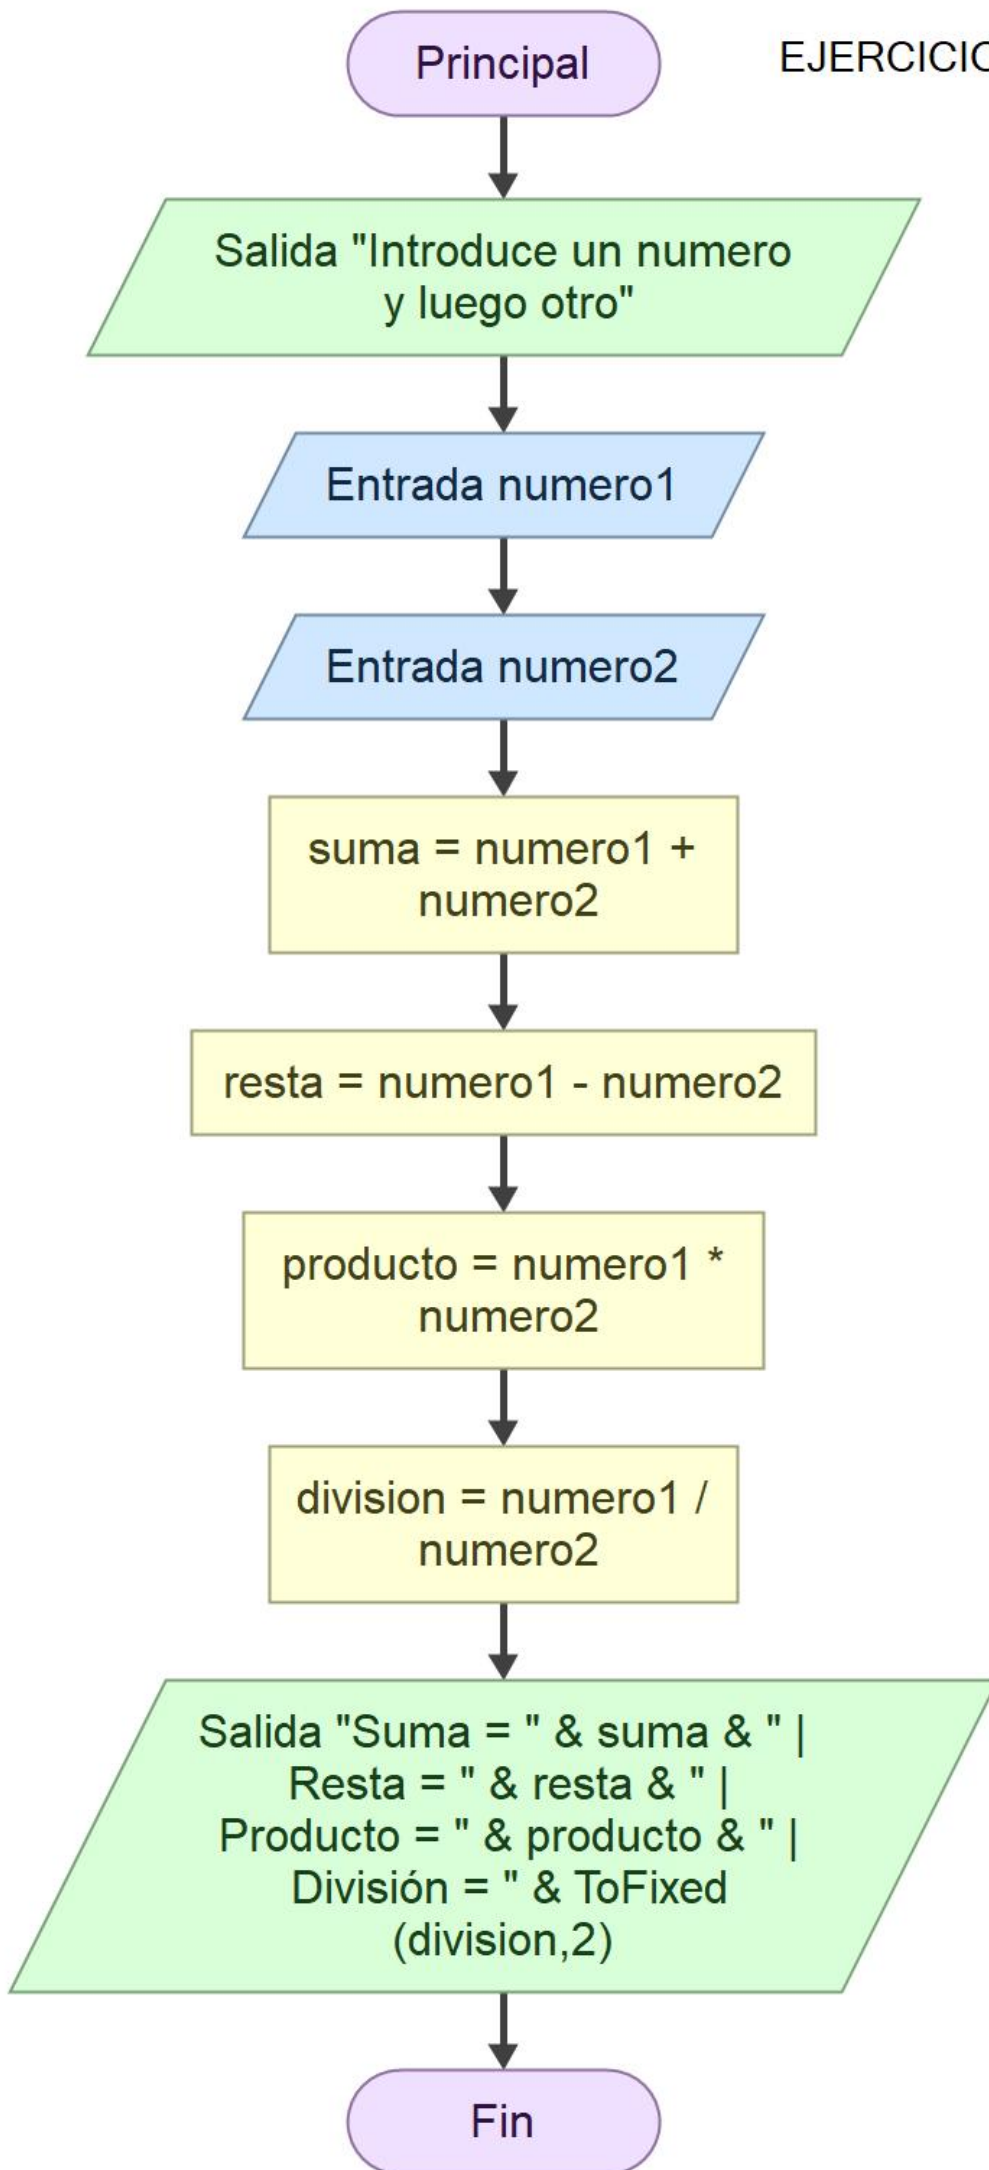 Principal
EJERCICIO
Salida "Introduce un numero
y luego otro"
Entrada numero1
Entrada numero2
suma = numero1 +
numero2
resta = numero1 - numero2
producto = numero1 *
numero2
division = numero1 /
numero2
Salida "Suma = " & suma & " |
Resta = " & resta & " |
Producto = " & producto & " |
División = " & ToFixed
(division,2)
Fin